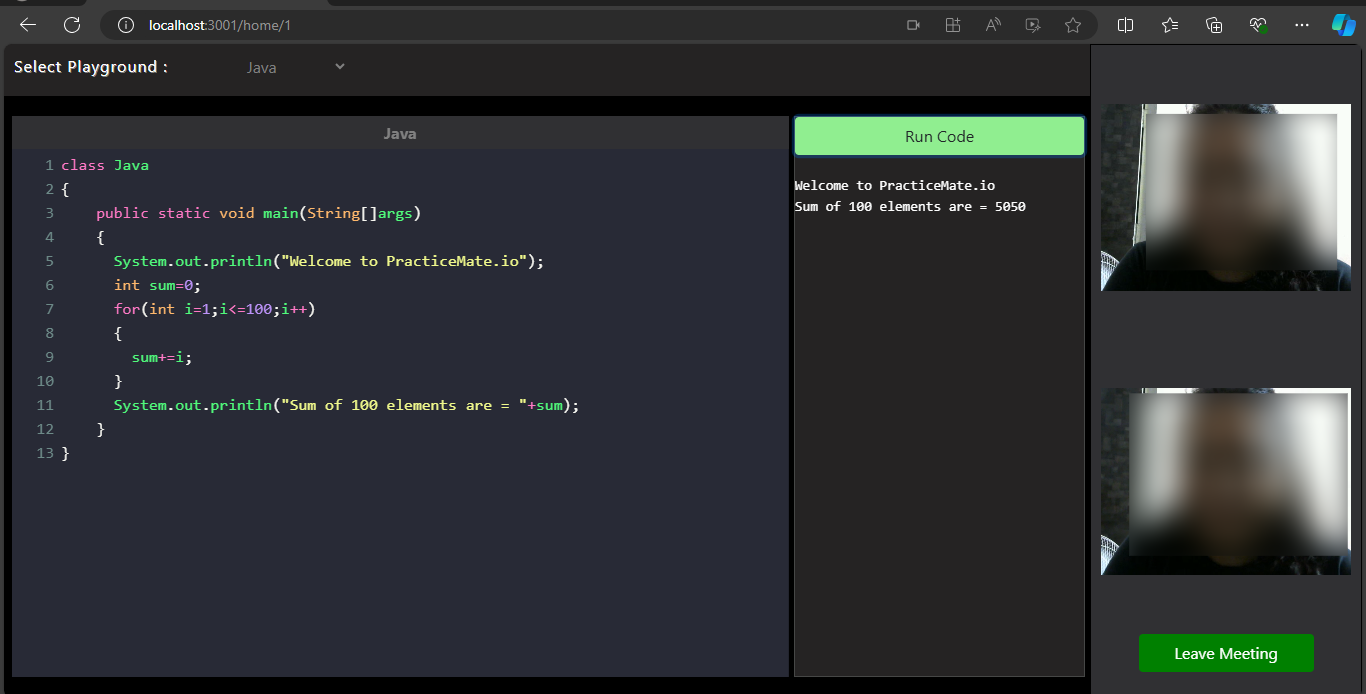 localhost:3001/home/1
Select Playground : Java
Java
1 class Java
2 {
3     public static void main(String[]args)
4     {
5       System.out.println("Welcome to PracticeMate.io");
6       int sum=0;
7       for(int i=1;i<=100;i++)
8       {
9         sum+=i;
10       }
11       System.out.println("Sum of 100 elements are = "+sum);
12     }
13 }
Run Code
Welcome to PracticeMate.io
Sum of 100 elements are = 5050
Leave Meeting